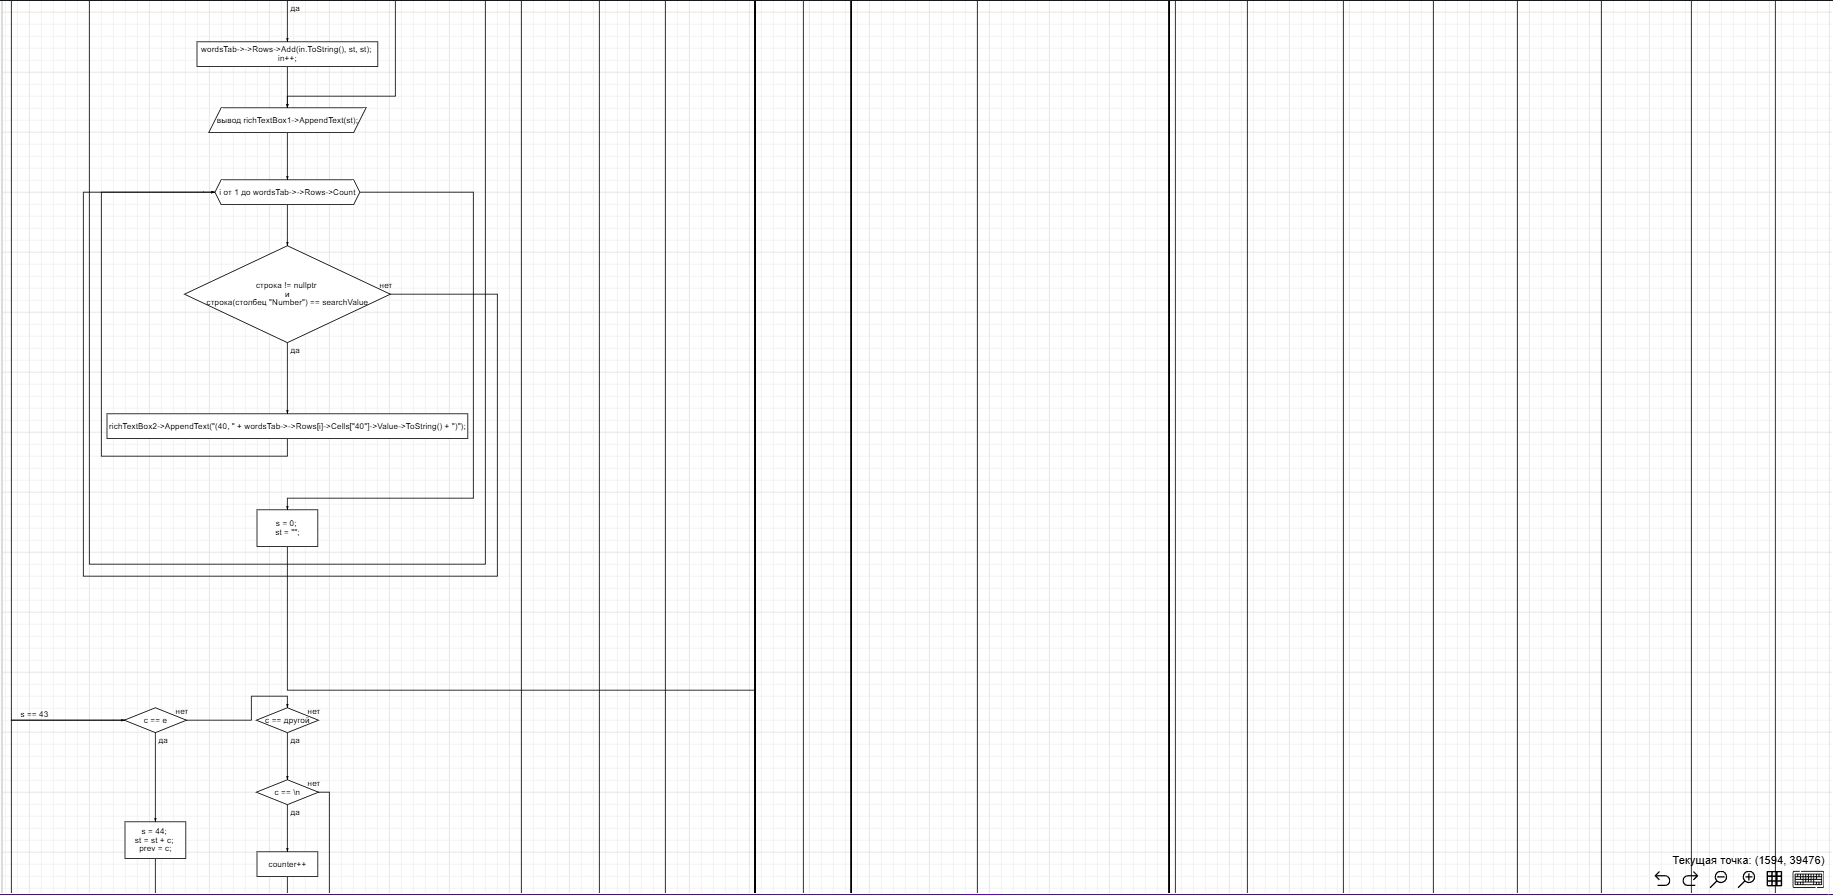 да
wordsTab->->Rows->Add(in.ToString(), st, st);
in++;
вывод richTextBox1->AppendText(st);
i от 1 до wordsTab->->Rows->Count
строка != nullptr
и
строка(столбец "Number") == searchValue
нет
да
richTextBox2->AppendText("(40, " + wordsTab->->Rows[i]->Cells["40"]->Value->ToString() + ")");
s = 0;
st = "";
s == 43
c == e
нет
да
c == другой
нет
да
c == \n
нет
да
s = 44;
st = st + c;
prev = c;
counter++
Текущая точка: (1594, 39476)